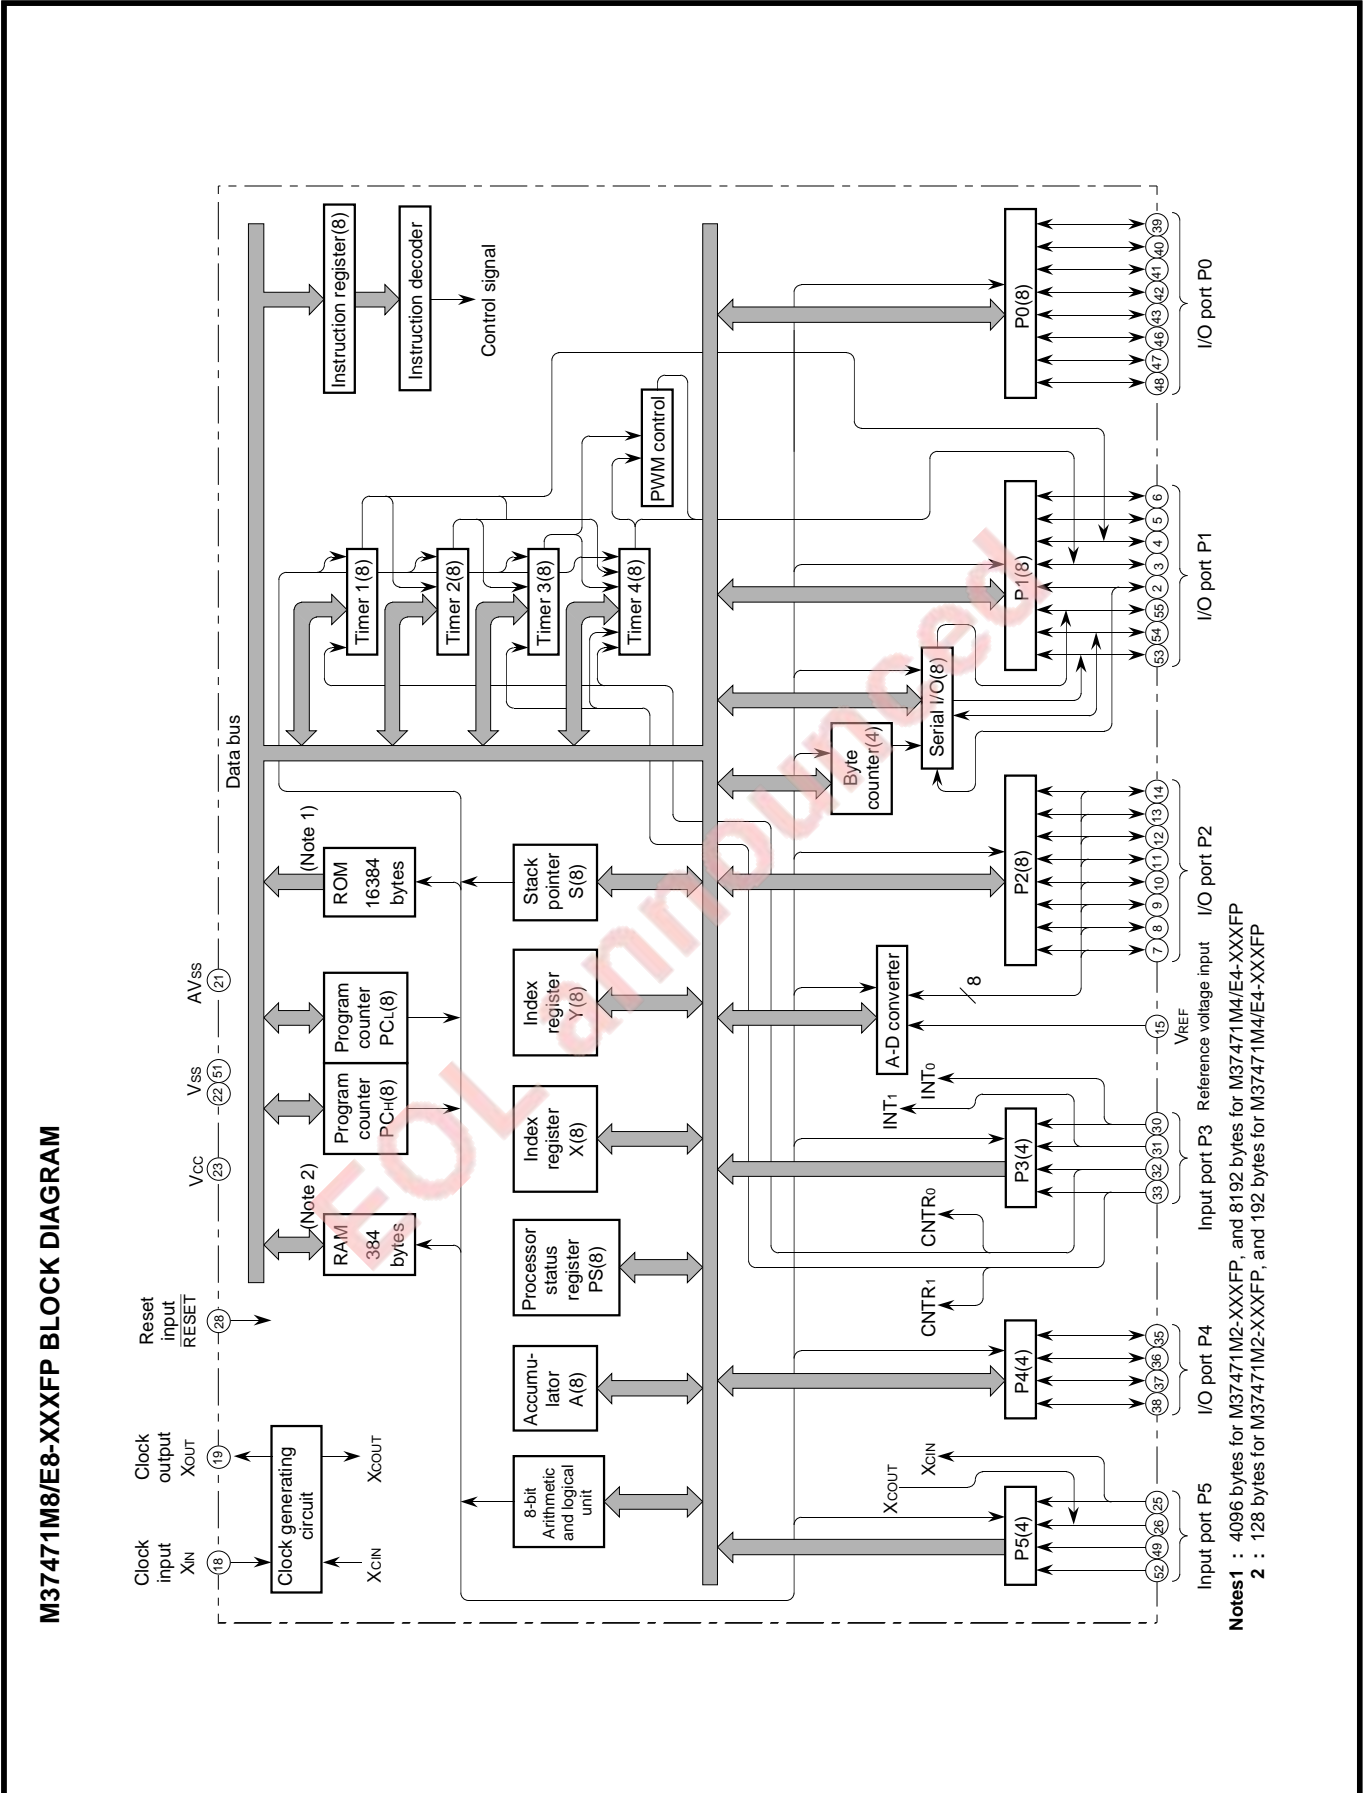 M37471M8/E8-XXXFP BLOCK DIAGRAM
Clock
input
XIN
18
Clock
output
XOUT
19
Reset
input
RESET
28
VCC
23
VSS
22
51
AVSS
21
Data bus
Clock generating
circuit
XCIN
XCOUT
RAM
384
bytes
(Note 2)
Program
counter
PCH(8)
Program
counter
PCL(8)
ROM
16384
bytes
(Note 1)
Instruction register(8)
Instruction decoder
Control signal
Timer 1(8)
Timer 2(8)
Timer 3(8)
Timer 4(8)
PWM control
8-bit
Arithmetic
and logical
unit
Accumu-
lator
A(8)
Processor
status
register
PS(8)
Index
register
X(8)
Index
register
Y(8)
Stack
pointer
S(8)
Byte
counter(4)
Serial I/O(8)
A-D converter
8
XCOUT
XCIN
CNTR1
CNTR0
INT1
INT0
P5(4)
P4(4)
P3(4)
P2(8)
P1(8)
P0(8)
52
49
26
25
38
37
36
35
33
32
31
30
15
VREF
7
8
9
10
11
12
13
14
53
54
55
2
3
4
5
6
48
47
46
43
42
41
40
39
Input port P5
I/O port P4
Input port P3
Reference voltage input
I/O port P2
I/O port P1
I/O port P0
Notes1 : 4096 bytes for M37471M2-XXXFP, and 8192 bytes for M37471M4/E4-XXXFP
2 : 128 bytes for M37471M2-XXXFP, and 192 bytes for M37471M4/E4-XXXFP
EOL announced